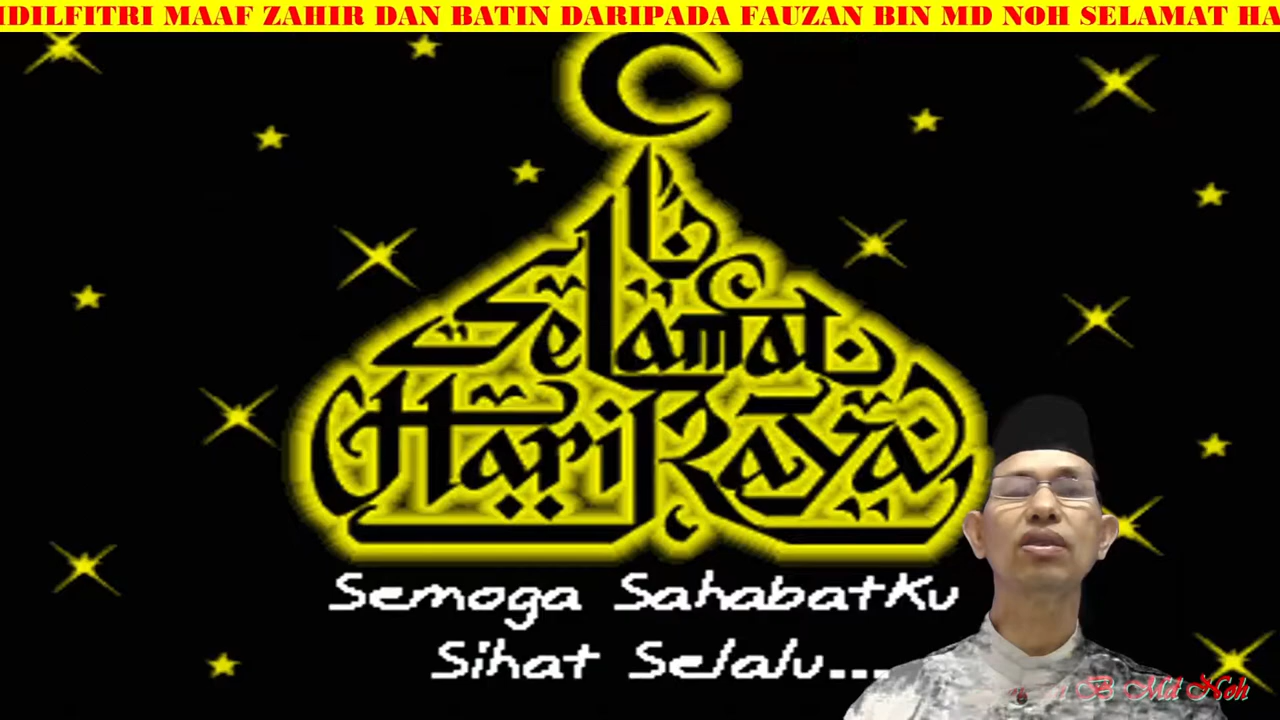 IDILFITRI MAAF ZAHIR DAN BATIN DARIPADA FAUZAN BIN MD NOH SELAMAT HA
Selamat
Hari Raya
Semoga SahabatKu
Sihat Selalu...
B Md Noh